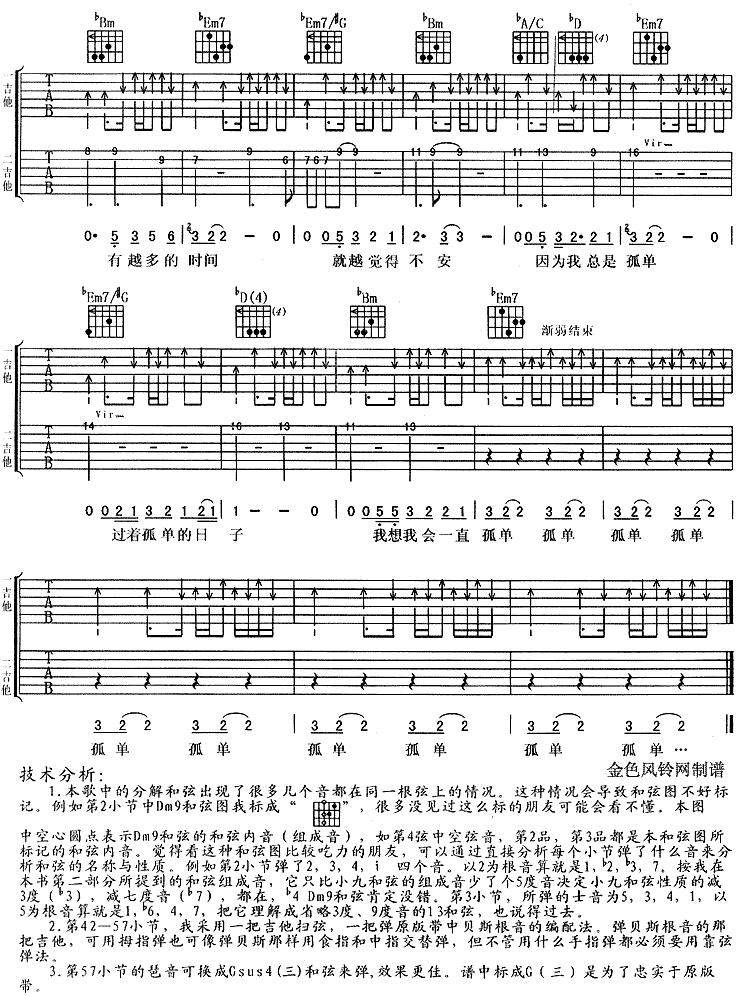 ♭Bm ♭Em7 ♭Em7/#G ♭Bm ♭A/C ♭D (4) ♭Em7
一吉他 T A B
Vir
二吉他 T A B 8 9 9 7 9 6 7 6 7 9 9 11 9 9 11 13 9 9 16
0· 5 3 5 6 | 3 2 2 - 0 | 0 0 5 3 2 1 | 2· 3 3 - | 0 0 5 3 2· 2 1 | 3 2 2 - 0
有越多的 时间 就越觉得 不 安 因为我总是 孤单
♭Em7/#G ♭D(4) (4) ♭Bm ♭Em7 渐弱结束
一吉他 T A B
Vir
二吉他 T A B 14 16 13 11 13
0 0 2 1 3 2 1 2 1 | 1 - - 0 | 0 0 5 5 3 2 2 1 | 3 2 2 3 2 2 | 3 2 2 3 2 2
过着孤单的日 子 我想我会一直 孤单 孤单 孤单 孤单
一吉他 T A B
二吉他 T A B
3 2 2 3 2 2 | 3 2 2 3 2 2 | 3 2 2 3 2 2
孤 单 孤 单 孤 单 孤 单 孤 单 孤 单…
金色风铃网制谱
技术分析:
1.本歌中的分解和弦出现了很多几个音都在同一根弦上的情况。这种情况会导致和弦图不好标
记。例如第2小节中Dm9和弦图我标成“ ”，很多没见过这么标的朋友可能会看不懂。本图
中空心圆点表示Dm9和弦的和弦内音（组成音），如第4弦中空弦音，第2品，第3品都是本和弦图所
标记的和弦内音。觉得看这种和弦图比较吃力的朋友，可以通过直接分析每个小节弹了什么音来分
析和弦的名称与性质。例如第2小节弹了2，3，4，i 四个音。以2为根音算就是1,♭2,♭3, 7。按我在
本书第二部分所提到的和弦组成音，它只比小九和弦的组成音少了个5度音决定小九和弦性质的减
3度（♭3），减七度音（♭7），都在，♭4 Dm9和弦肯定没错。第3小节，所弹的士音为5，3，4，1，以
5为根音算就是1,♭6，4，7，把它理解成省略3度、9度音的13和弦，也说得过去。
2.第42—57小节，我采用一把吉他扫弦，一把弹原版带中贝斯根音的编配法。弹贝斯根音的那
把吉他，可用拇指弹也可像弹贝斯那样用食指和中指交替弹，但不管用什么手指弹都必须要用靠弦
弹法。
3.第57小节的琶音可换成Gsus4(三)和弦来弹,效果更佳。谱中标成G（三）是为了忠实于原版
带。